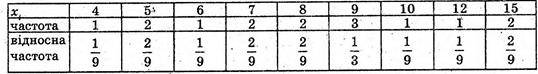 xᵢ 4 5 6 7 8 9 10 12 15
частота 1 2 1 2 2 3 1 1 2
відносна частота 1/9 2/9 1/9 2/9 2/9 1/3 1/9 1/9 2/9